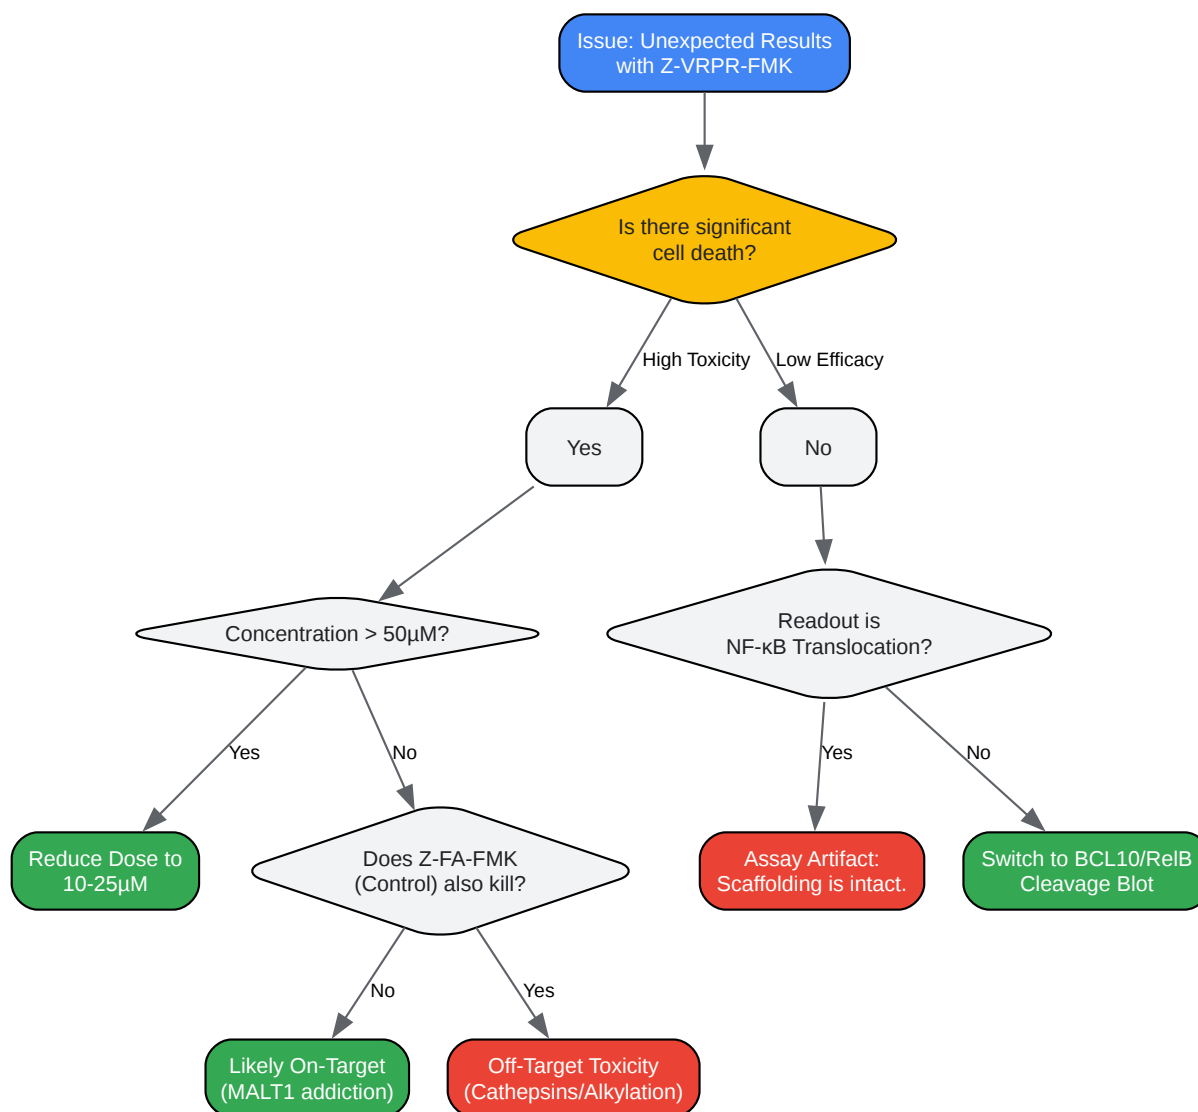 Issue: Unexpected Results
with Z-VRPR-FMK
Is there significant
cell death?
High Toxicity
Low Efficacy
Yes
No
Concentration > 50µM?
Readout is
NF-κB Translocation?
Yes
No
Yes
No
Reduce Dose to
10-25µM
Does Z-FA-FMK
(Control) also kill?
Assay Artifact:
Scaffolding is intact.
Switch to BCL10/RelB
Cleavage Blot
No
Yes
Likely On-Target
(MALT1 addiction)
Off-Target Toxicity
(Cathepsins/Alkylation)